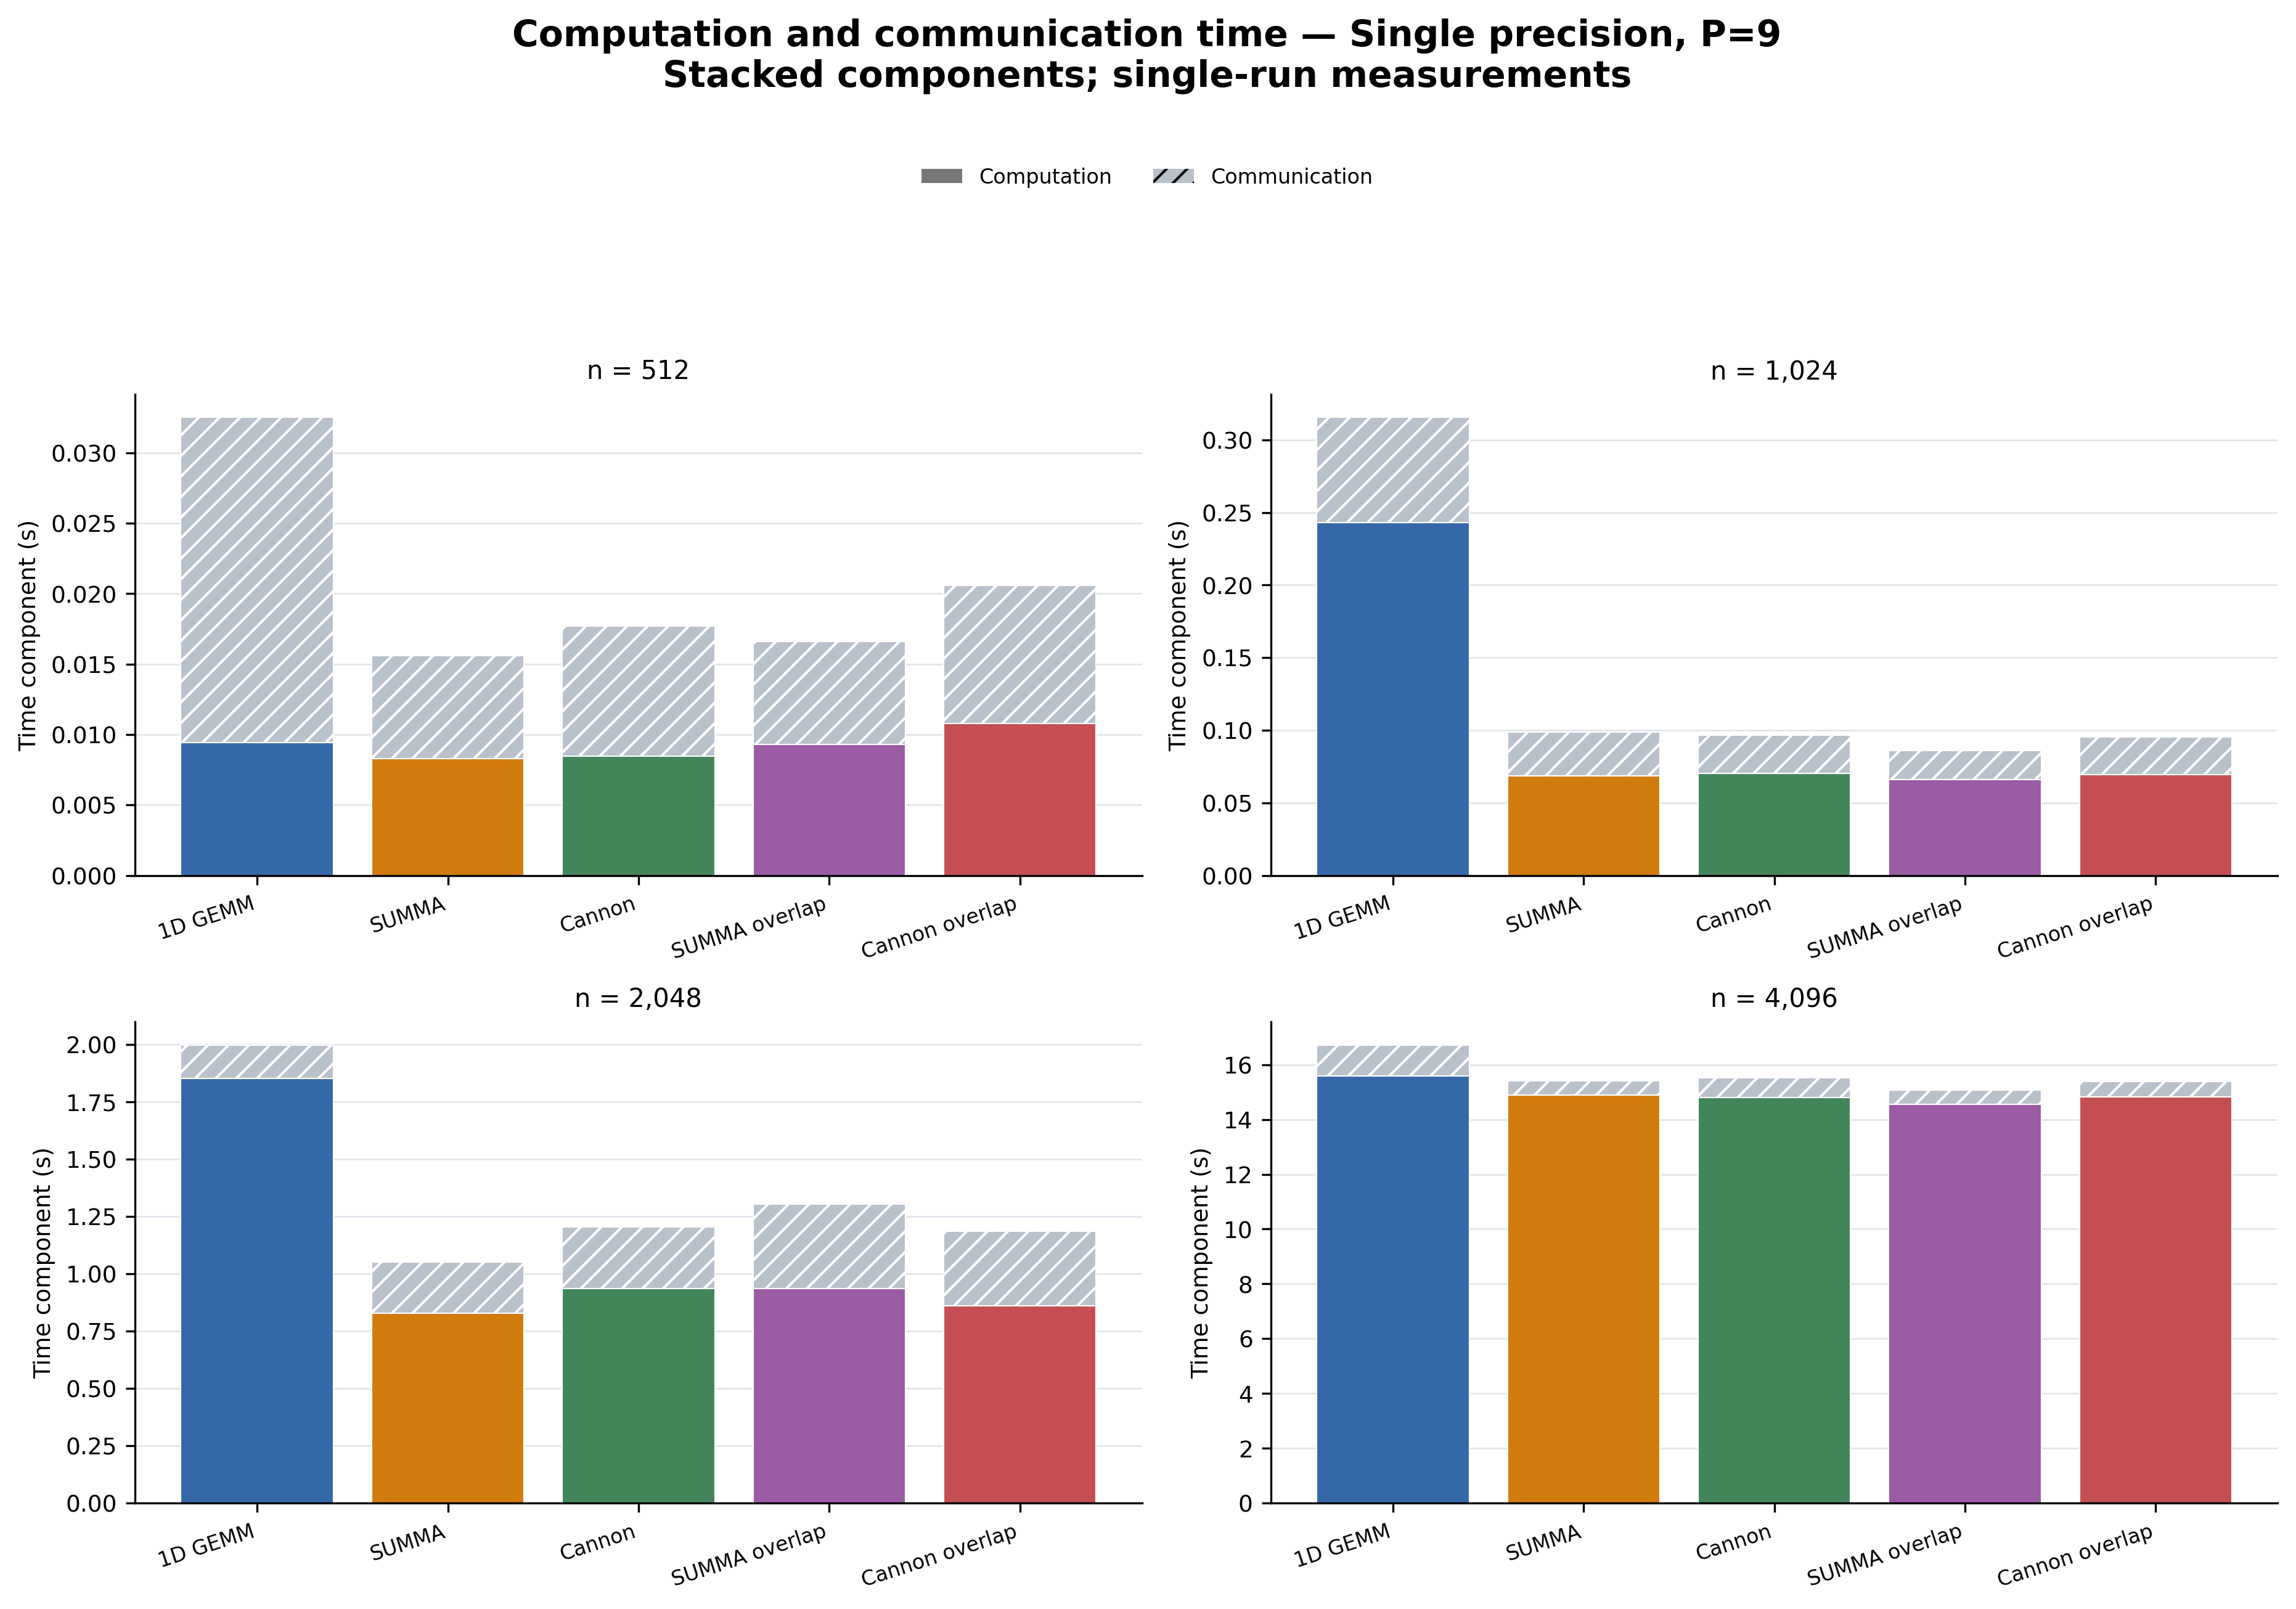 Computation and communication time — Single precision, P=9
Stacked components; single-run measurements
Computation
Communication
n = 512
Time component (s)
0.030
0.025
0.020
0.015
0.010
0.005
0.000
1D GEMM
SUMMA
Cannon
SUMMA overlap
Cannon overlap
n = 1,024
Time component (s)
0.30
0.25
0.20
0.15
0.10
0.05
0.00
1D GEMM
SUMMA
Cannon
SUMMA overlap
Cannon overlap
n = 2,048
Time component (s)
2.00
1.75
1.50
1.25
1.00
0.75
0.50
0.25
0.00
1D GEMM
SUMMA
Cannon
SUMMA overlap
Cannon overlap
n = 4,096
Time component (s)
16
14
12
10
8
6
4
2
0
1D GEMM
SUMMA
Cannon
SUMMA overlap
Cannon overlap